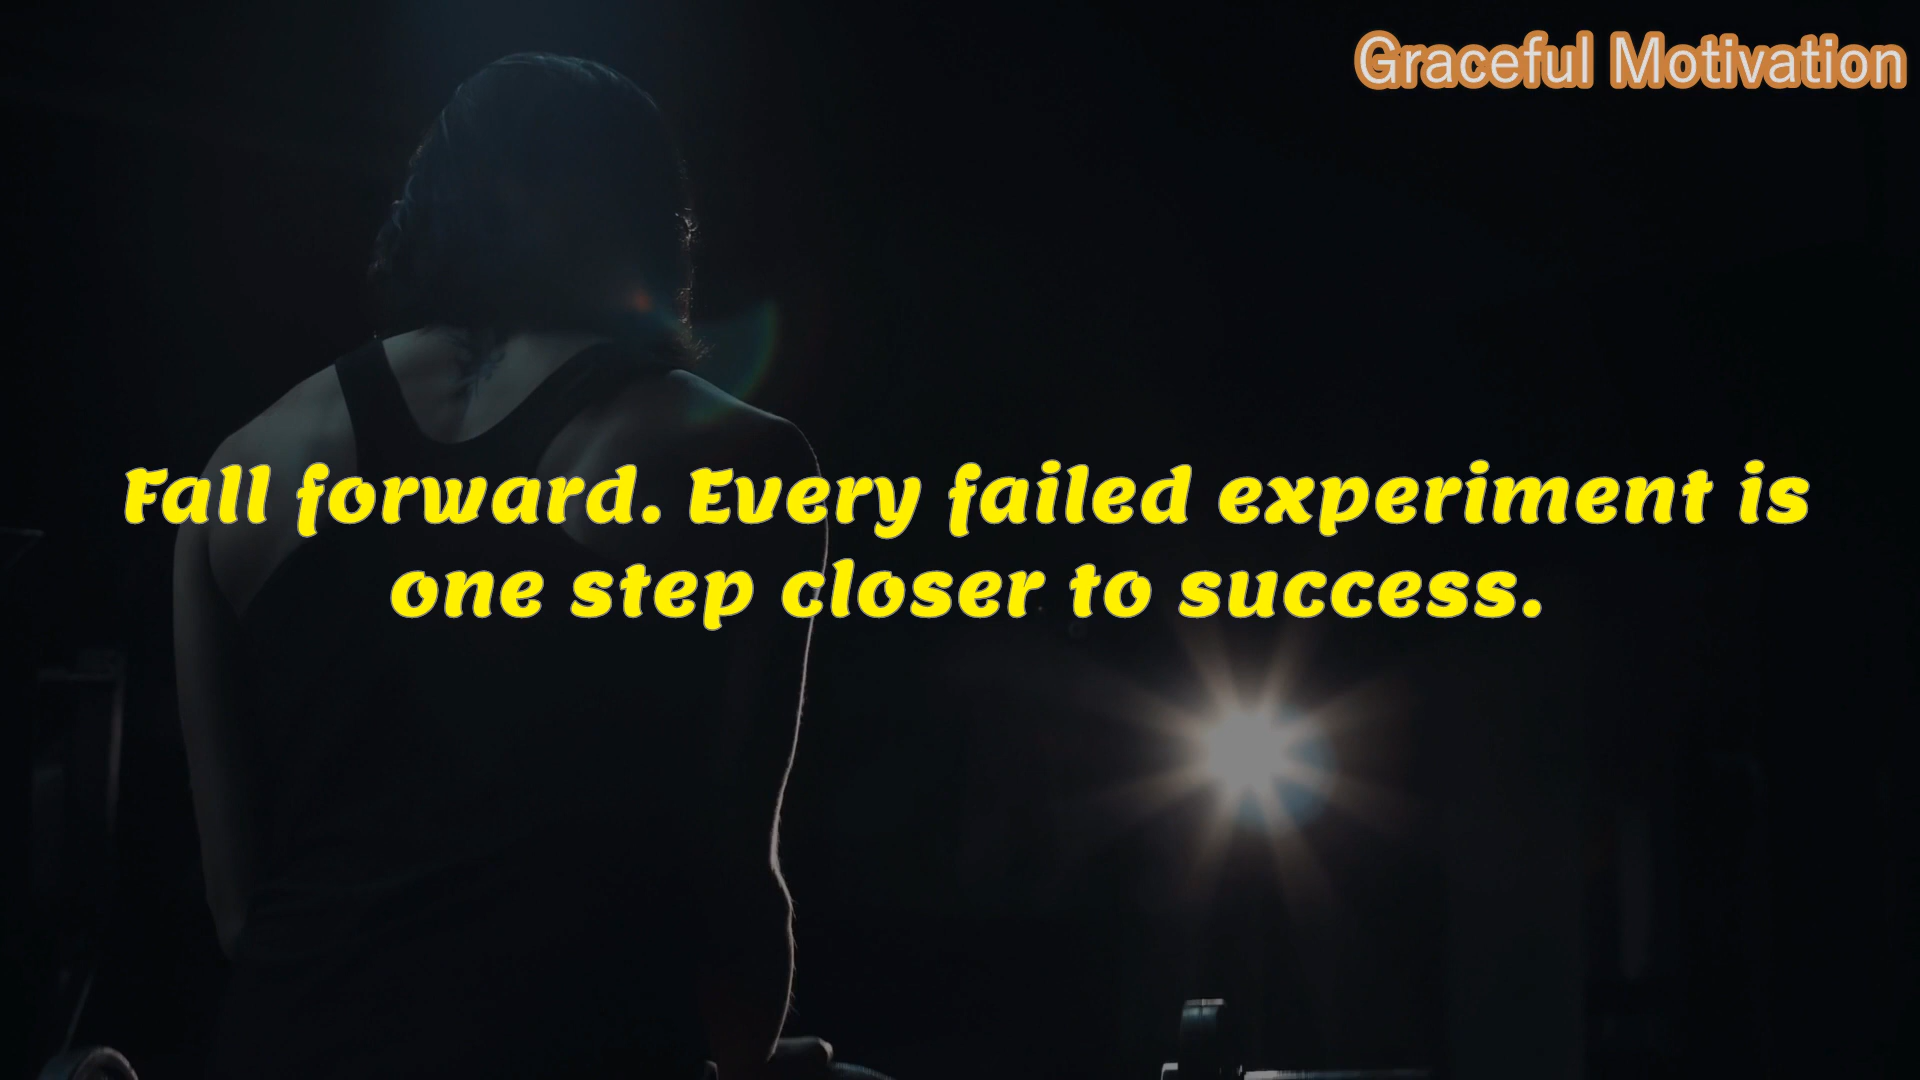 Graceful Motivation
Fall forward. Every failed experiment is
one step closer to success.